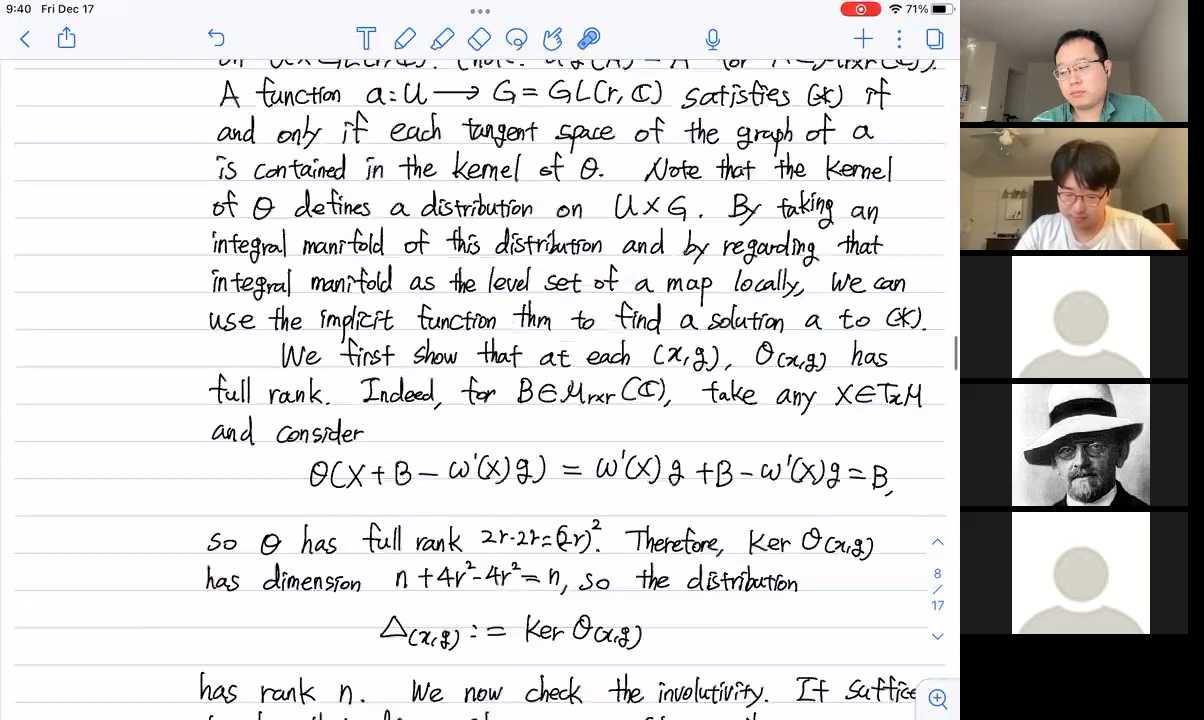 9:40 Fri Dec 17
71%
A function a: U ⟶ G = GL(r, ℂ) satisfies (*) if
and only if each tangent space of the graph of a
is contained in the kernel of θ. Note that the kernel
of θ defines a distribution on U × G. By taking an
integral manifold of this distribution and by regarding that
integral manifold as the level set of a map locally, we can
use the implicit function thm to find a solution a to (*).
We first show that at each (x,g), θ(x,g) has
full rank. Indeed, for B∈M_{r×r}(ℂ), take any X∈T_xM
and consider
θ(X + B − ω'(X)g) = ω'(X)g + B − ω'(X)g = B,
so θ has full rank 2r·2r=(2r)². Therefore, Ker θ_{(x,g)}
has dimension n + 4r² − 4r² = n, so the distribution
Δ_{(x,g)} := Ker θ_{(x,g)}
has rank n. We now check the involutivity. It suffice
8
/
17